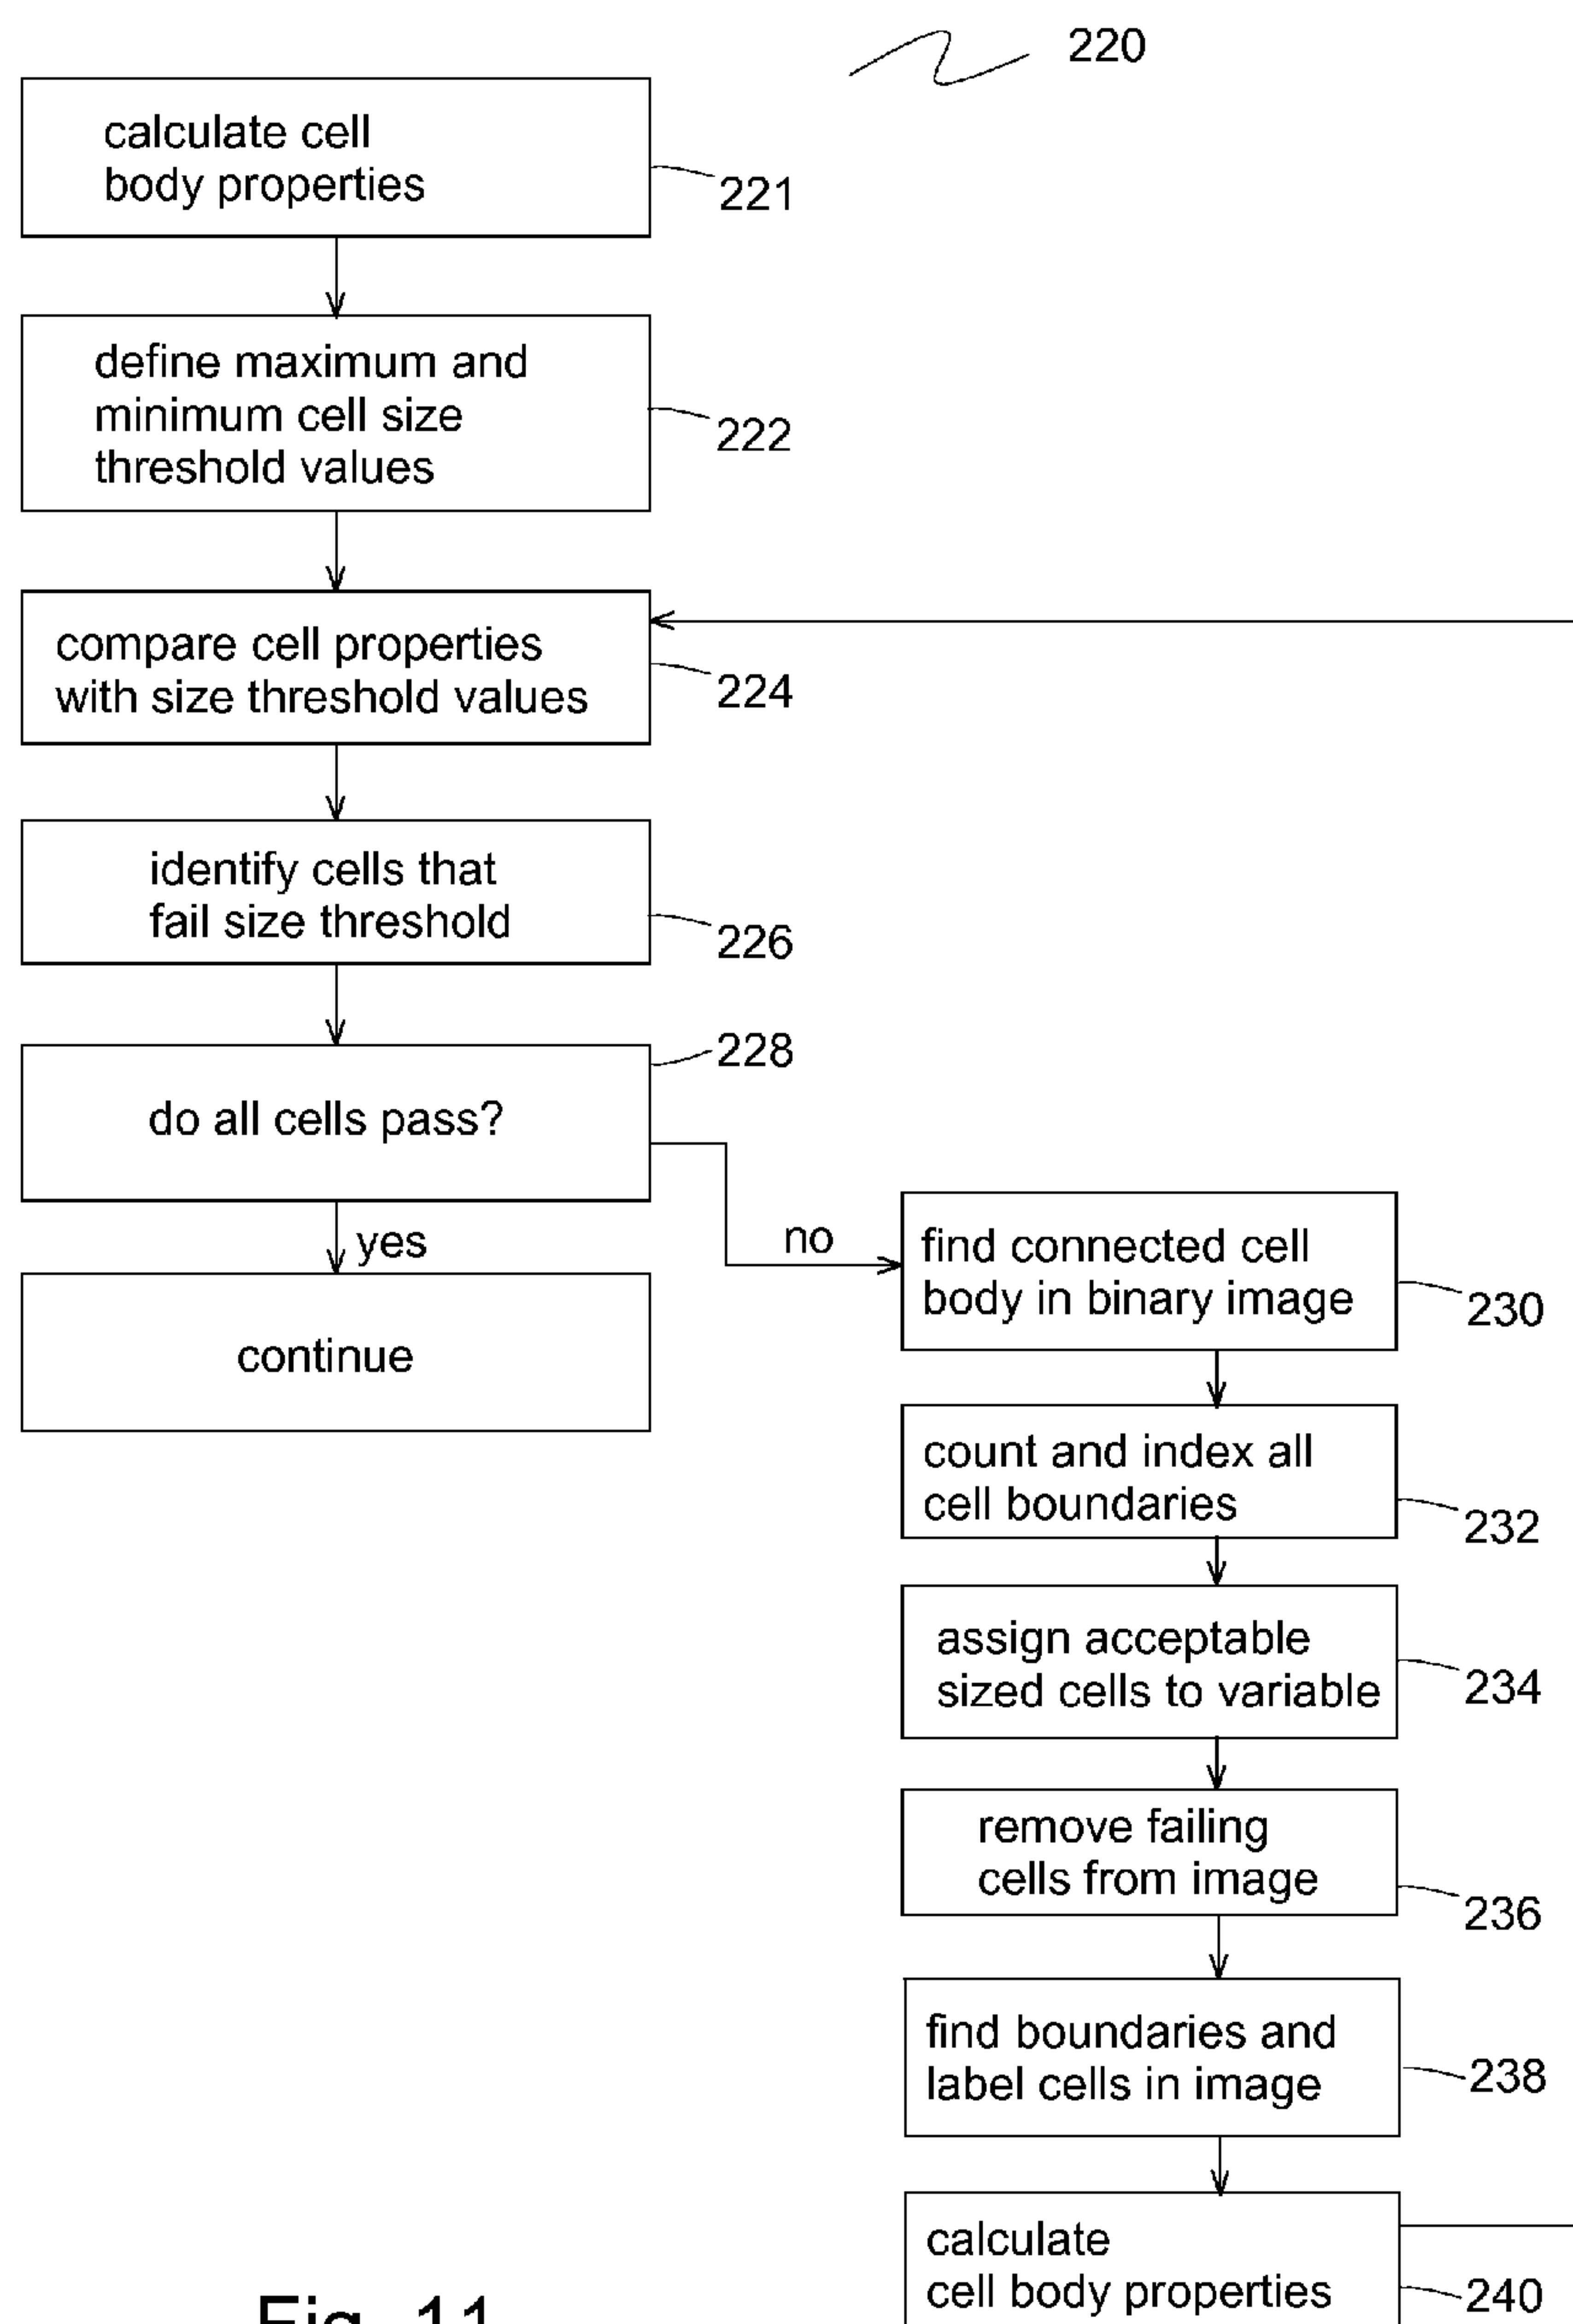 220
calculate cell
body properties
221
define maximum and
minimum cell size
threshold values
222
compare cell properties
with size threshold values
224
identify cells that
fail size threshold
226
228
do all cells pass?
yes
no
continue
find connected cell
body in binary image
230
count and index all
cell boundaries
232
assign acceptable
sized cells to variable
234
remove failing
cells from image
236
find boundaries and
label cells in image
238
calculate
cell body properties
240
Fig. 11